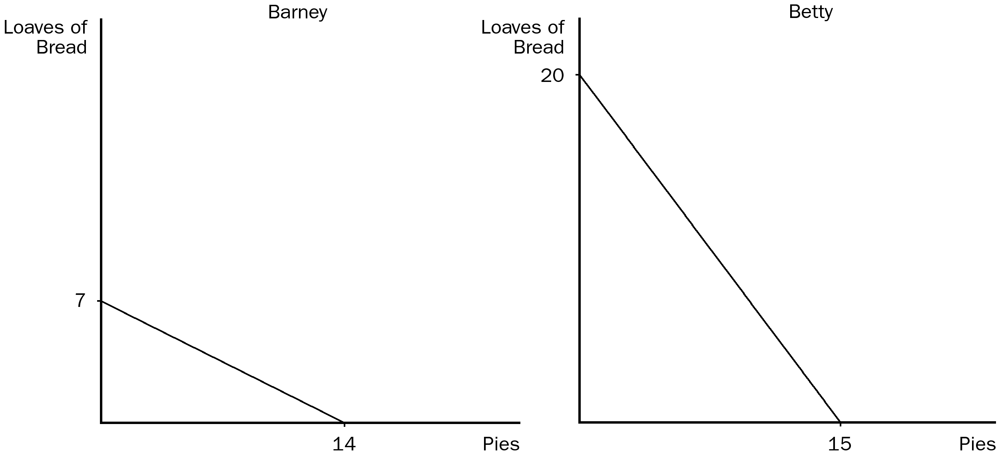 Barney
Loaves of
Bread
7
14
Pies
Betty
Loaves of
Bread
20
15
Pies